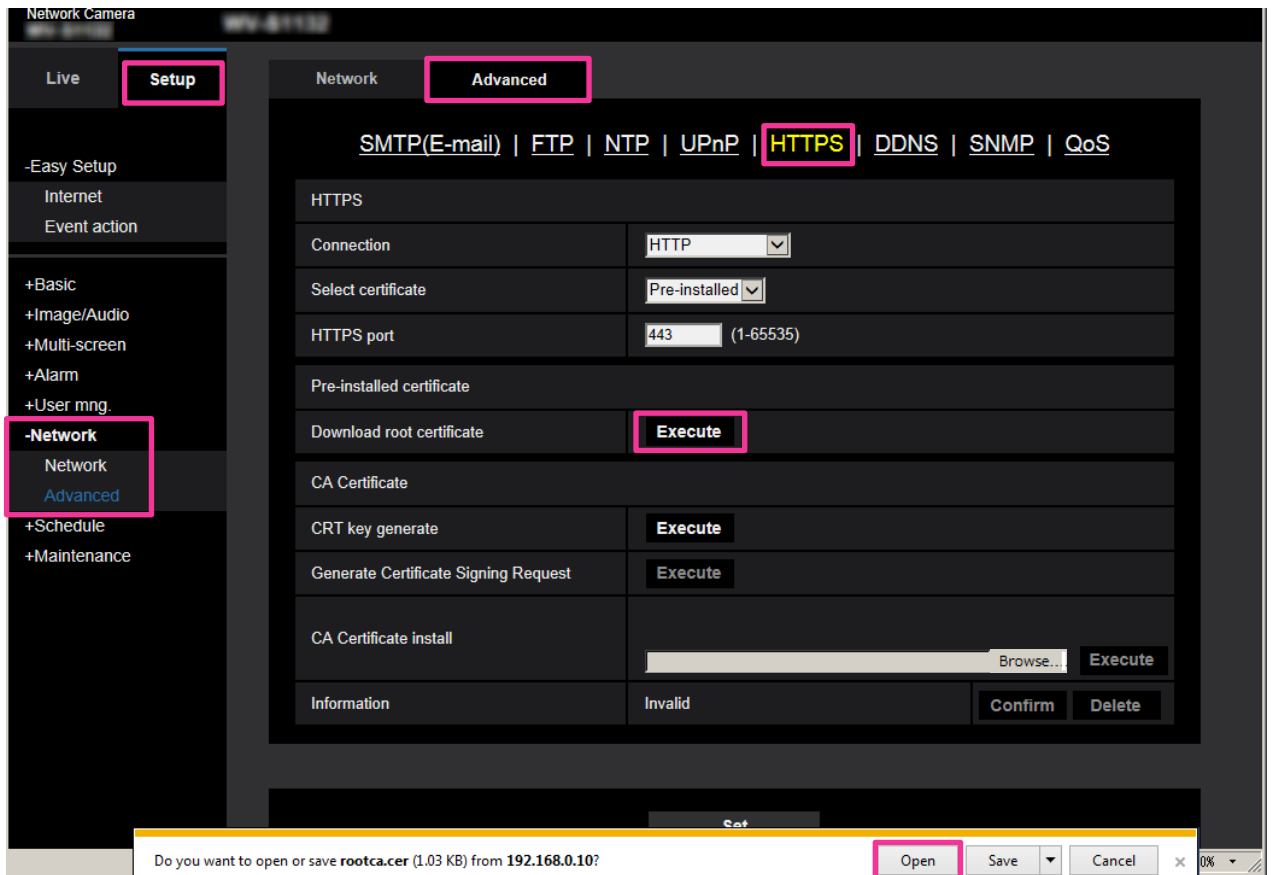 Network Camera
Live
Setup
Network
Advanced
SMTP(E-mail) | FTP | NTP | UPnP | HTTPS | DDNS | SNMP | QoS
-Easy Setup
Internet
Event action
+Basic
+Image/Audio
+Multi-screen
+Alarm
+User mng.
-Network
Network
Advanced
+Schedule
+Maintenance
HTTPS
Connection HTTP
Select certificate Pre-installed
HTTPS port 443 (1-65535)
Pre-installed certificate
Download root certificate Execute
CA Certificate
CRT key generate Execute
Generate Certificate Signing Request Execute
CA Certificate install Browse... Execute
Information Invalid Confirm Delete
Set
Do you want to open or save rootca.cer (1.03 KB) from 192.168.0.10? Open Save Cancel
0%